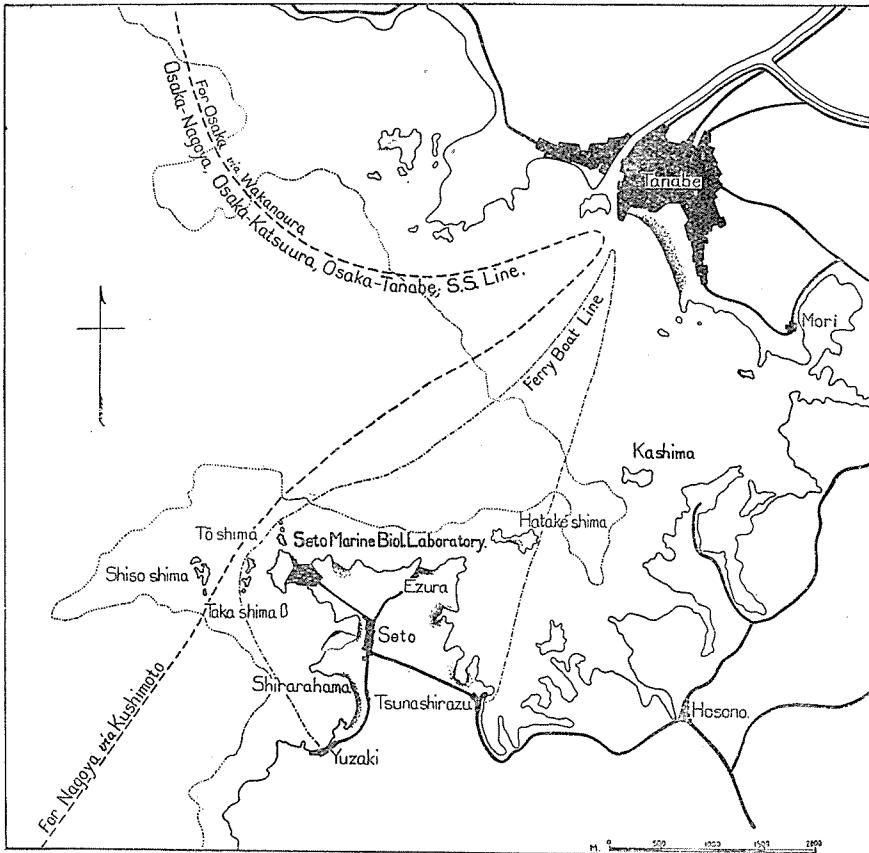 For Osaka via Wakanoura
Osaka-Nagoya, Osaka-Katsuura, Osaka-Tanabe, S.S. Line.
Tanabe
Mori
Ferry Boat Line
Kashima
Hatake shima
Tō shima
Seto Marine Biol. Laboratory.
Shiso shima
Ezura
Taka shima
Seto
Shirarahama
Tsunashirazu
Hosono.
Yuzaki
For Nagoya via Kushimoto
M. 0 500 1000 1500 2000